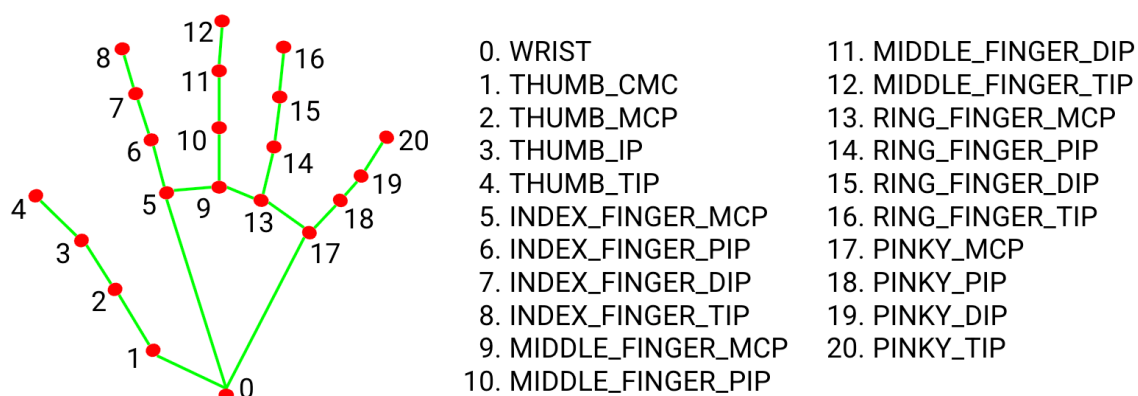 12
8
16
11
7
15
10
20
6
14
19
4
5
9
13
18
3
17
2
1
0
0. WRIST
1. THUMB_CMC
2. THUMB_MCP
3. THUMB_IP
4. THUMB_TIP
5. INDEX_FINGER_MCP
6. INDEX_FINGER_PIP
7. INDEX_FINGER_DIP
8. INDEX_FINGER_TIP
9. MIDDLE_FINGER_MCP
10. MIDDLE_FINGER_PIP
11. MIDDLE_FINGER_DIP
12. MIDDLE_FINGER_TIP
13. RING_FINGER_MCP
14. RING_FINGER_PIP
15. RING_FINGER_DIP
16. RING_FINGER_TIP
17. PINKY_MCP
18. PINKY_PIP
19. PINKY_DIP
20. PINKY_TIP